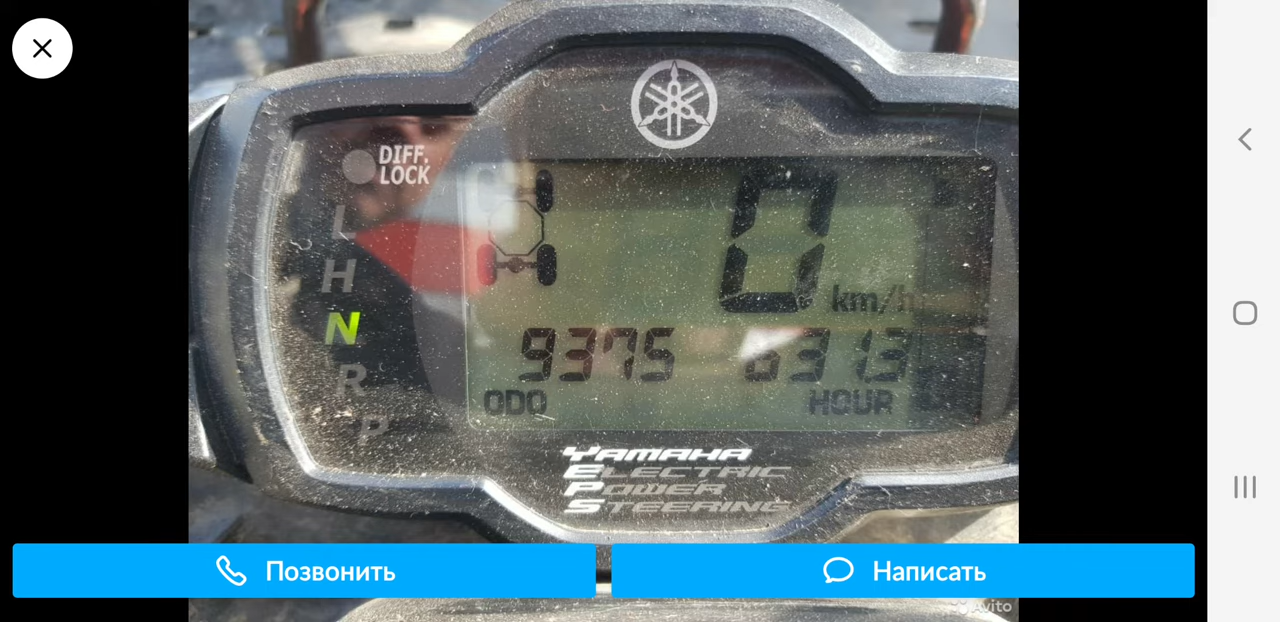 DIFF.
LOCK
L
H
N
R
P
0
km/h
9375 631.3
ODO HOUR
YAMAHA
ELECTRIC
POWER
STEERING
Позвонить Написать
Avito